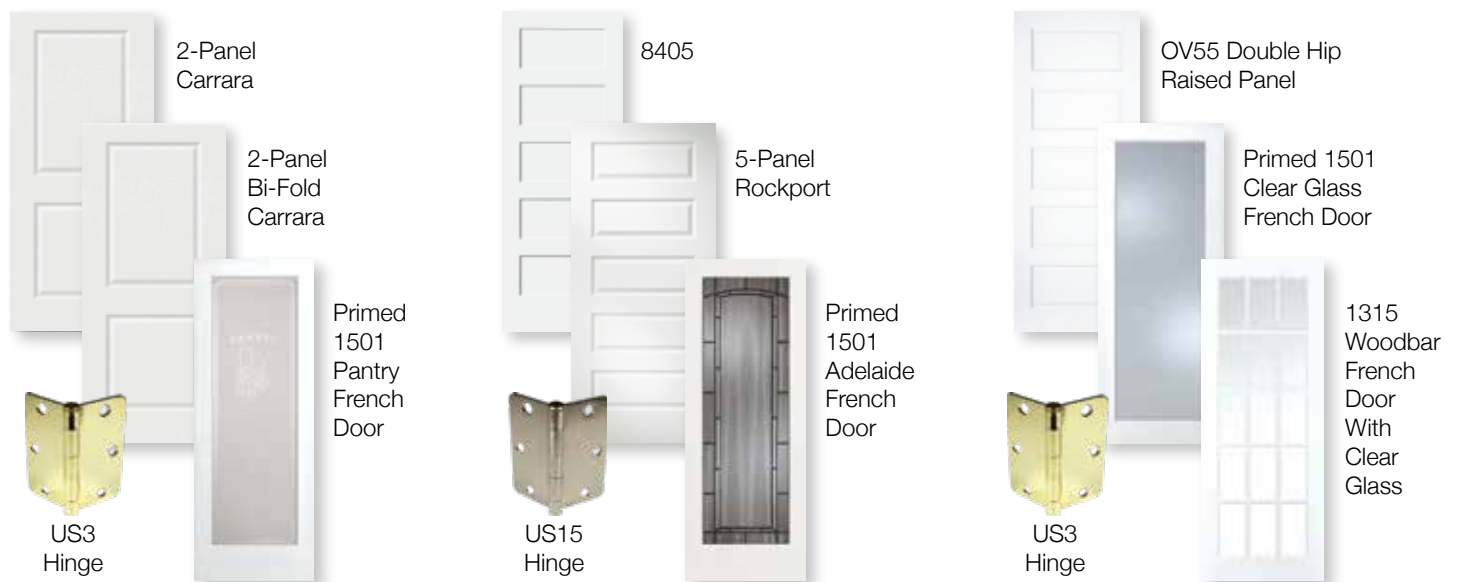 2-Panel
Carrara
2-Panel
Bi-Fold
Carrara
Primed
1501
Pantry
French
Door
US3
Hinge
8405
5-Panel
Rockport
Primed
1501
Adelaide
French
Door
US15
Hinge
OV55 Double Hip
Raised Panel
Primed 1501
Clear Glass
French Door
1315
Woodbar
French
Door
With
Clear
Glass
US3
Hinge